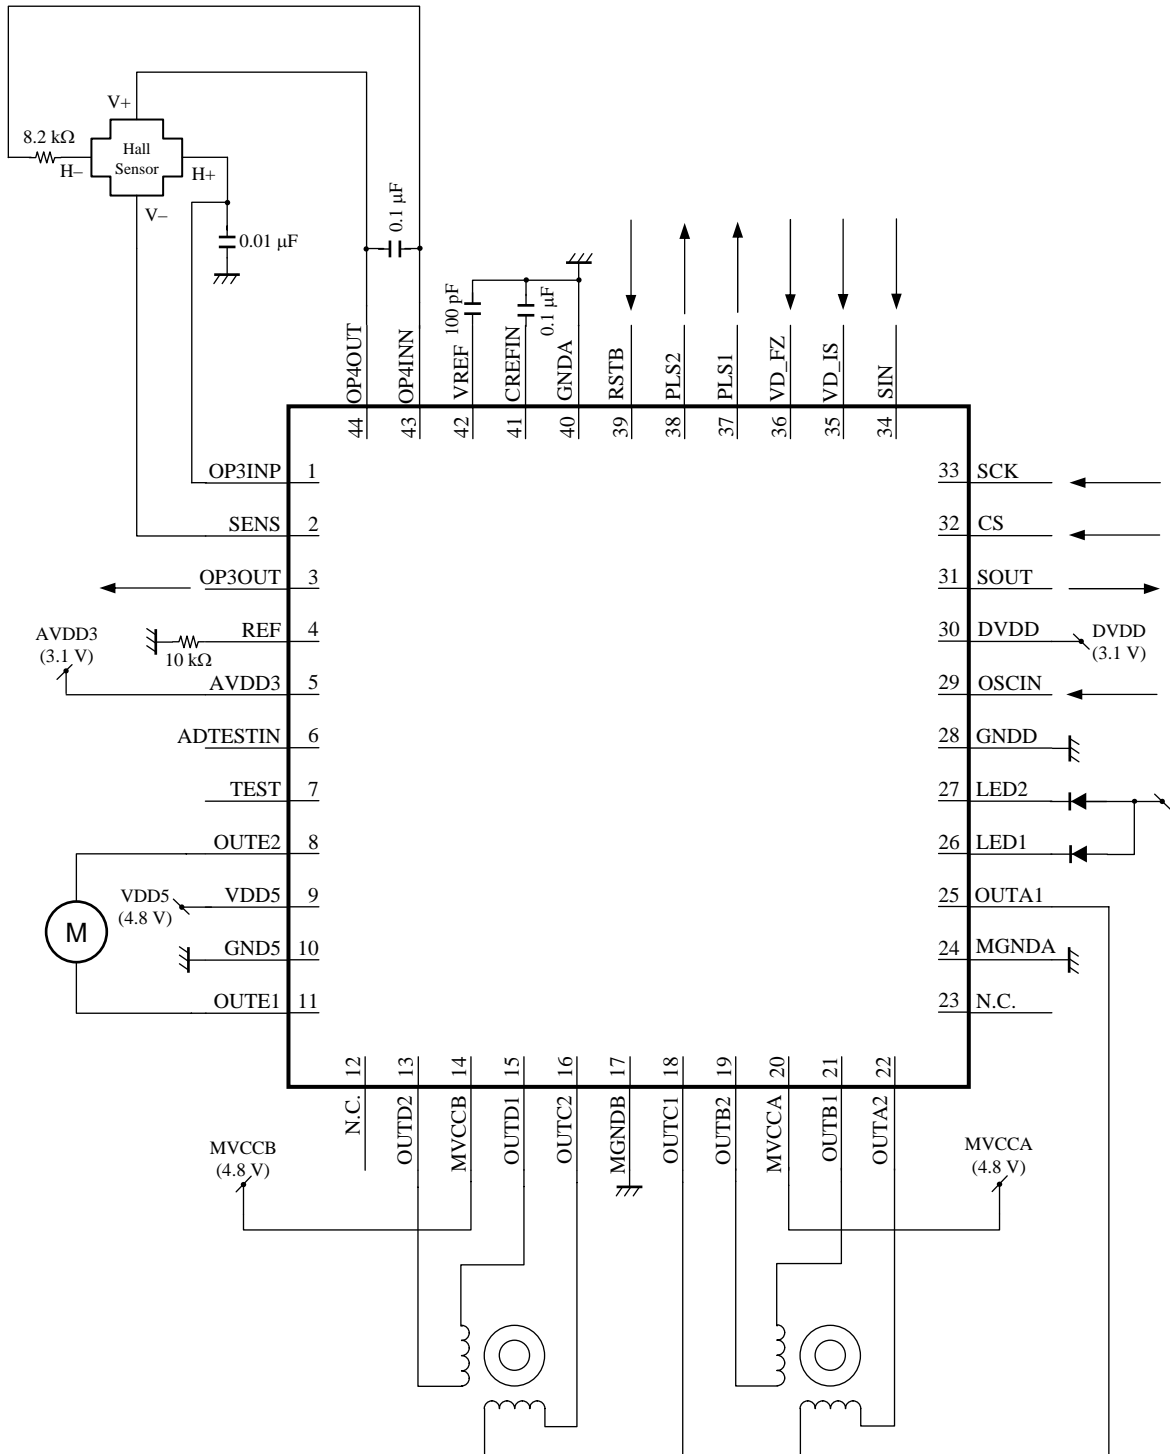 V+
8.2 kΩ
Hall
Sensor
H–
H+
V–
0.01 μF
0.1 μF
100 pF
0.1 μF
OP4OUT
OP4INN
VREF
CREFIN
GNDA
RSTB
PLS2
PLS1
VD_FZ
VD_IS
SIN
44
43
42
41
40
39
38
37
36
35
34
OP3INP 1
SENS 2
OP3OUT 3
REF 4
10 kΩ
AVDD3
(3.1 V)
AVDD3 5
ADTESTIN 6
TEST 7
OUTE2 8
VDD5
(4.8 V)
VDD5 9
M
GND5 10
OUTE1 11
33 SCK
32 CS
31 SOUT
30 DVDD
DVDD
(3.1 V)
29 OSCIN
28 GNDD
27 LED2
26 LED1
25 OUTA1
24 MGNDA
23 N.C.
12
13
14
15
16
17
18
19
20
21
22
N.C.
OUTD2
MVCCB
OUTD1
OUTC2
MGNDB
OUTC1
OUTB2
MVCCA
OUTB1
OUTA2
MVCCB
(4.8 V)
MVCCA
(4.8 V)